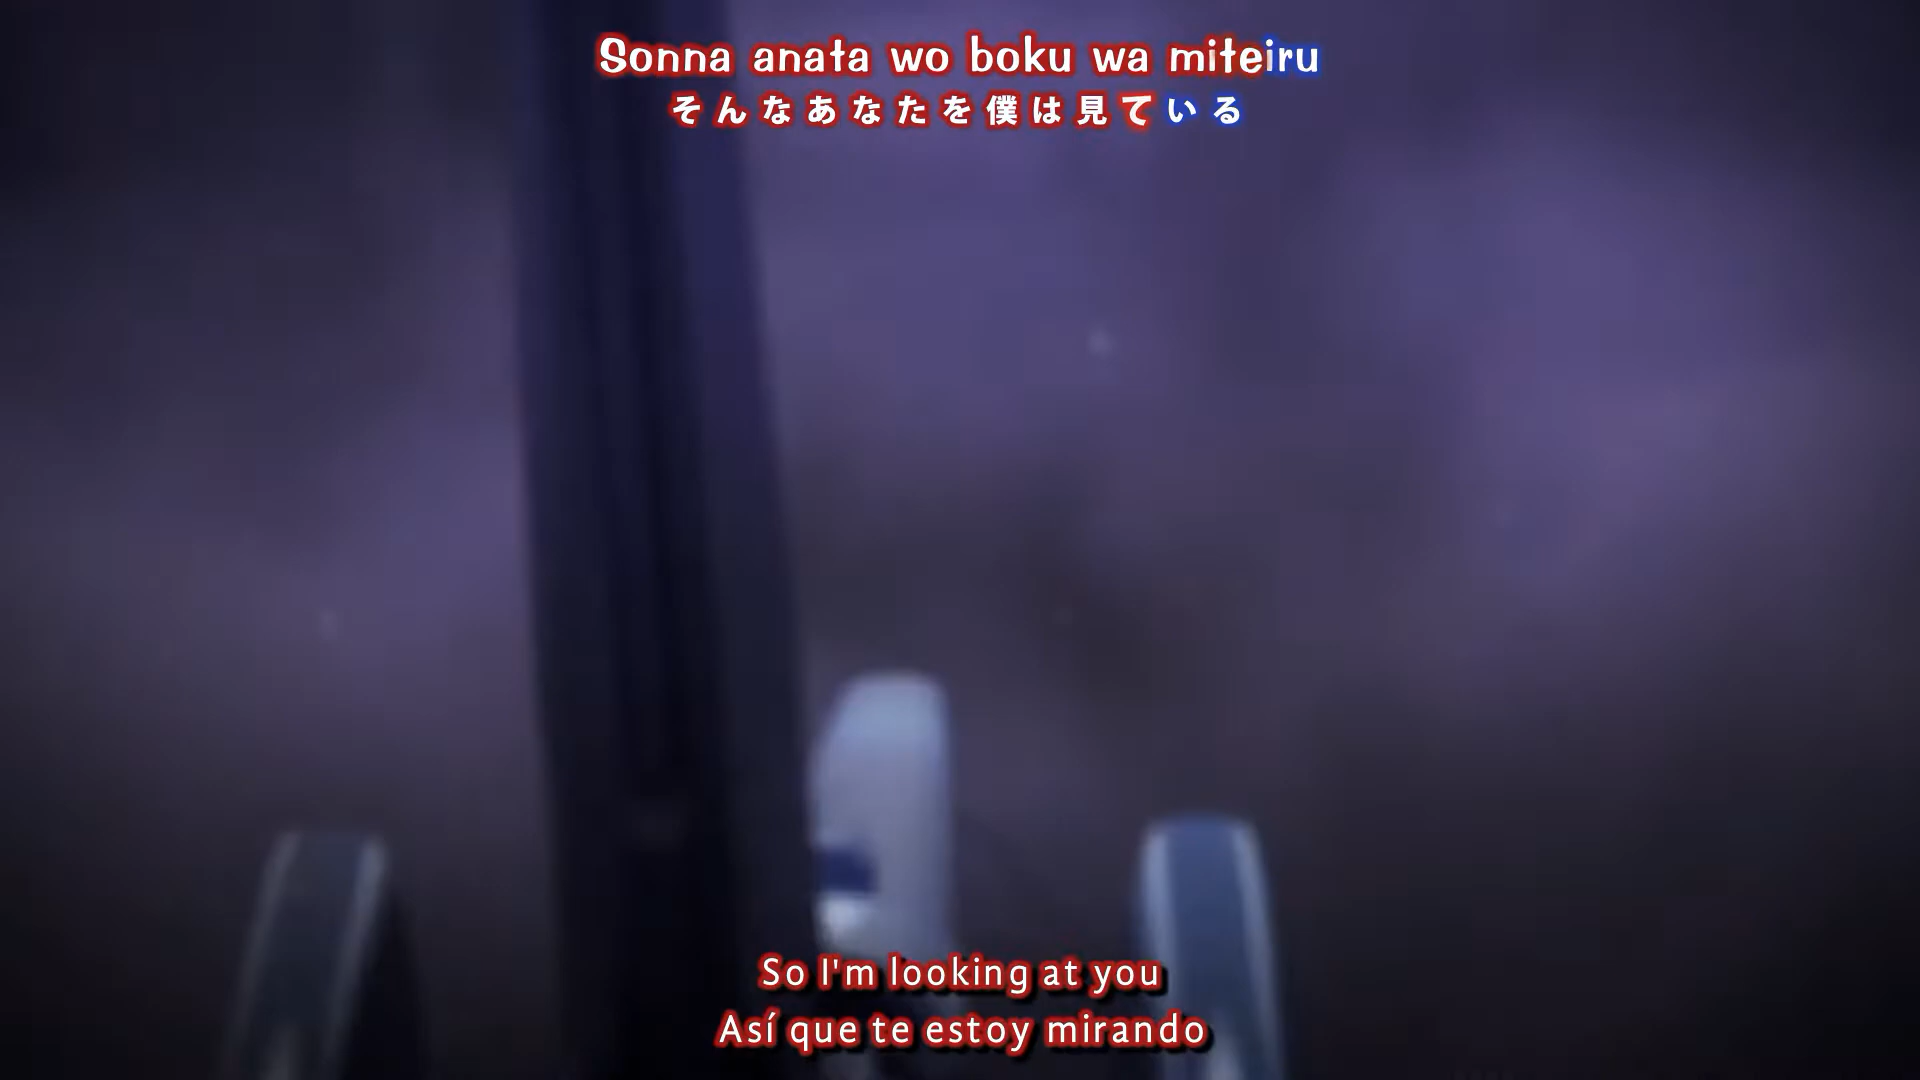 Sonna anata wo boku wa miteiru
そんなあなたを僕は見ている
So I'm looking at you
Así que te estoy mirando